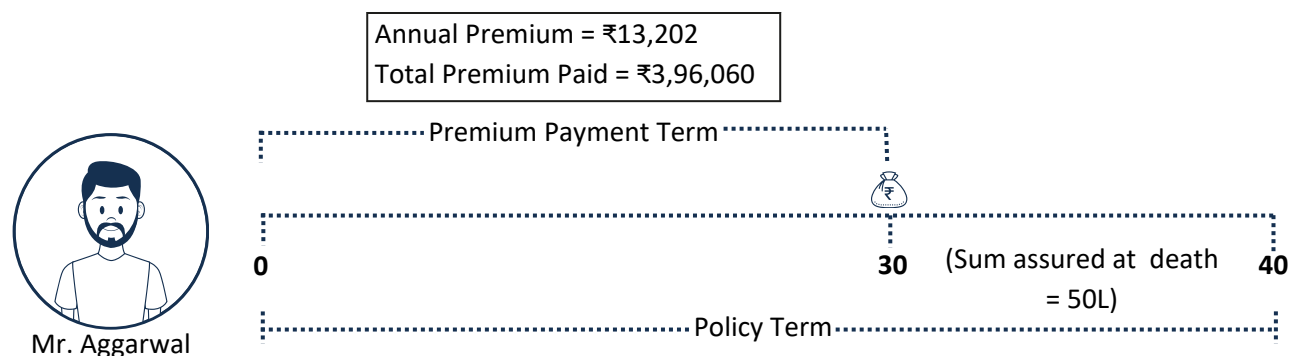 Annual Premium = ₹13,202
Total Premium Paid = ₹3,96,060
Premium Payment Term
₹
0
30
(Sum assured at death
= 50L)
40
Policy Term
Mr. Aggarwal